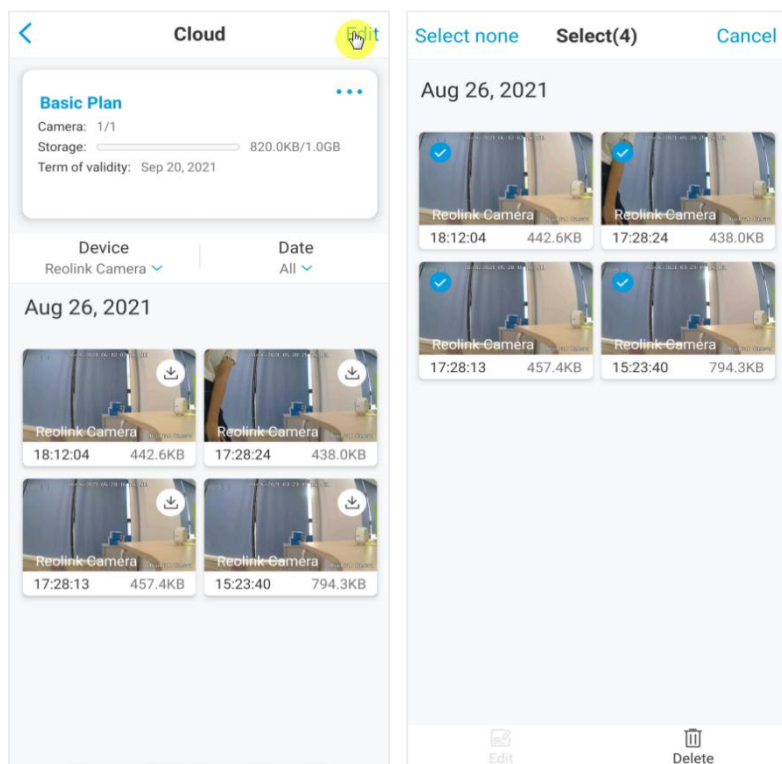 Cloud
Edit
Basic Plan
Camera: 1/1
Storage: 820.0KB/1.0GB
Term of validity: Sep 20, 2021
Device
Date
Reolink Camera
All
Aug 26, 2021
Reolink Camera
Reolink Camera
18:12:04 442.6KB
17:28:24 438.0KB
Reolink Camera
Reolink Camera
17:28:13 457.4KB
15:23:40 794.3KB
Select none Select(4) Cancel
Aug 26, 2021
Reolink Camera
Reolink Camera
18:12:04 442.6KB
17:28:24 438.0KB
Reolink Camera
Reolink Camera
17:28:13 457.4KB
15:23:40 794.3KB
Edit
Delete